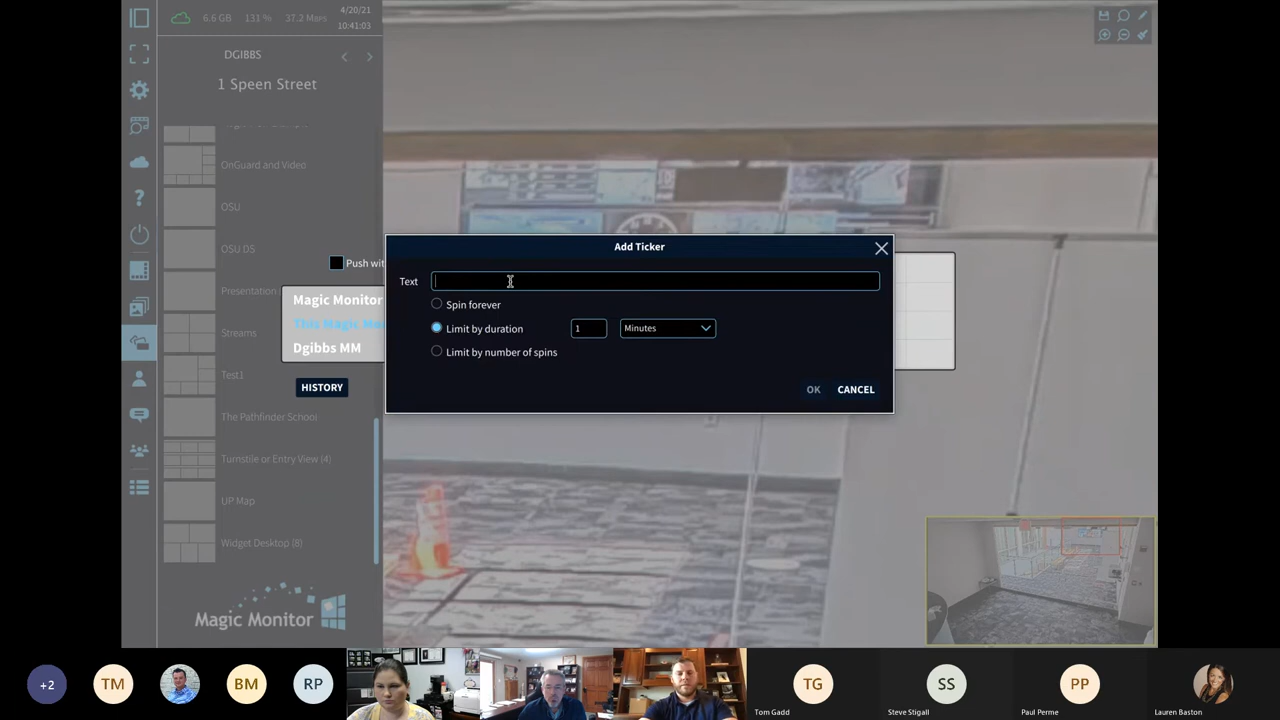 6.6 GB 131 % 37.2 Mbps 4/20/21
10:41:03
DGIBBS
1 Speen Street
OnGuard and Video
OSU
OSU DS
Presentation
Streams
Test1
The Pathfinder School
Turnstile or Entry View (4)
UP Map
Widget Desktop (8)
Magic Monitor
Push wit
Magic Monitor
This Magic Mo
Dgibbs MM
HISTORY
Add Ticker
Text
Spin forever
Limit by duration 1 Minutes
Limit by number of spins
OK CANCEL
+2 TM BM RP TG SS PP
Tom Gadd Steve Stigall Paul Perme Lauren Baston